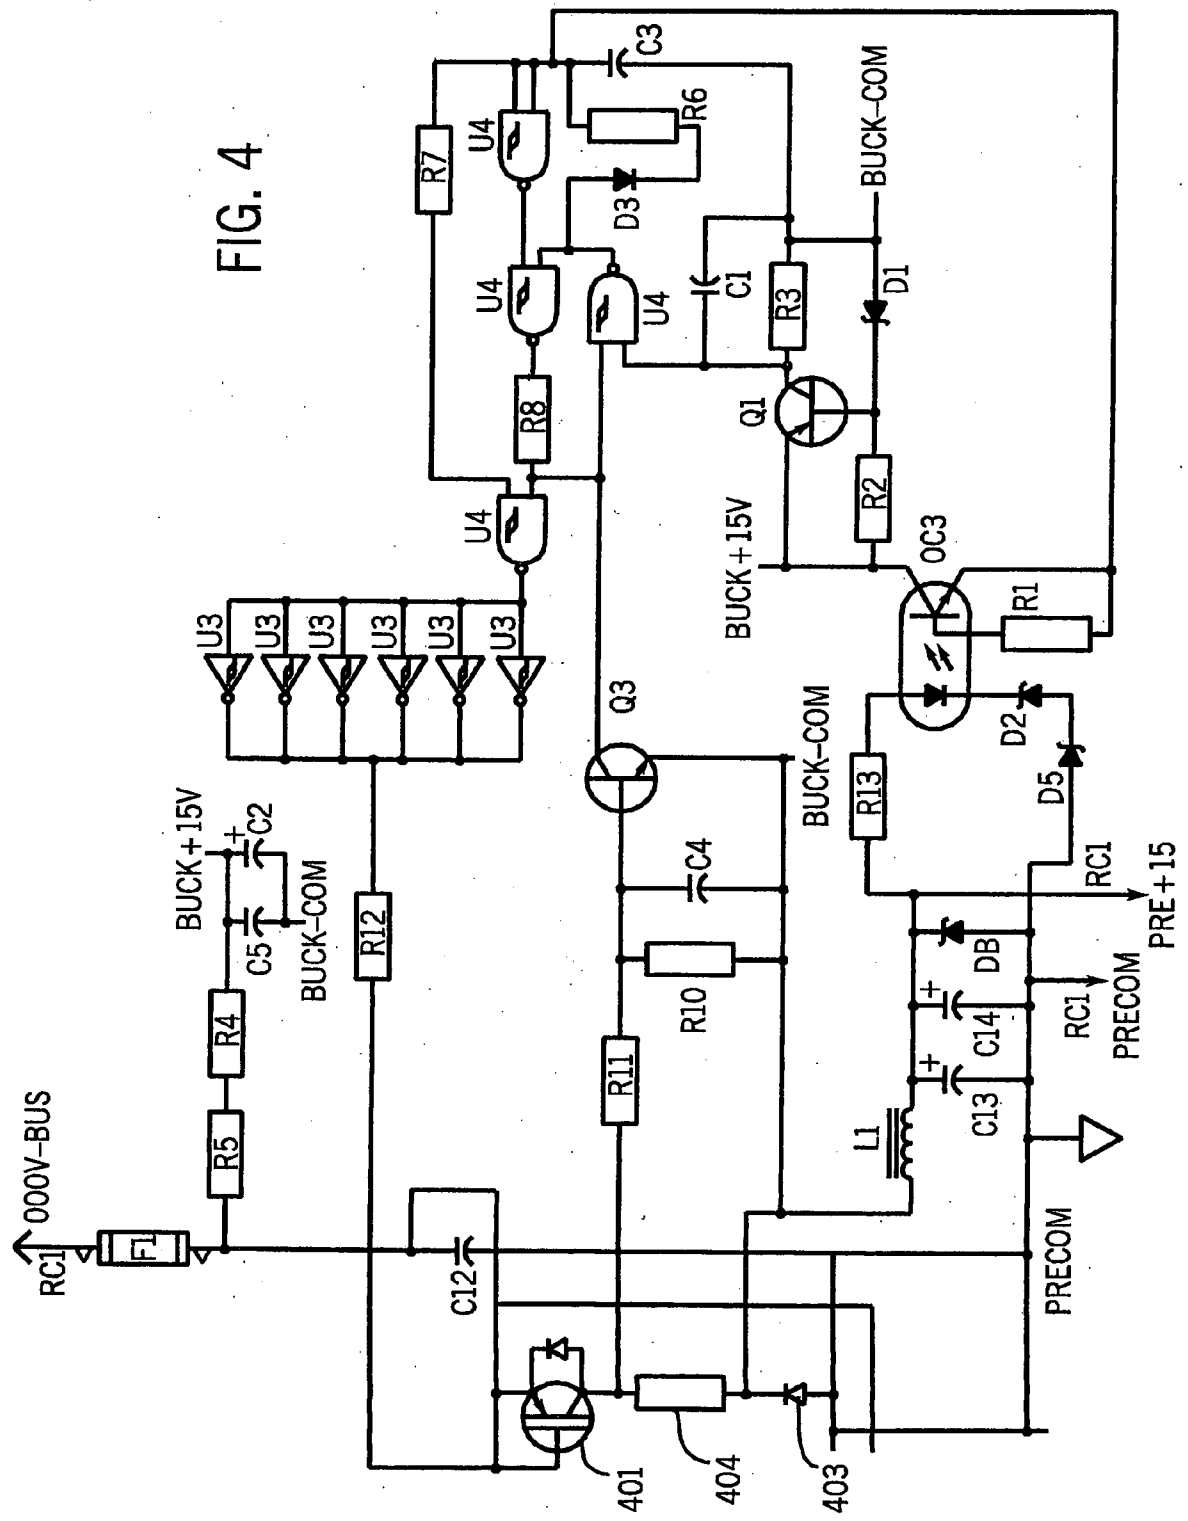 FIG. 4
RC1
000V-BUS
F1
R5
R4
BUCK+15V
C5
+
C2
BUCK-COM
R12
U3
U3
U3
U3
U3
U3
U4
R7
R8
U4
U4
U4
D3
R6
C3
C12
401
404
403
R11
R10
C4
Q3
BUCK-COM
BUCK+15V
Q1
C1
R3
D1
BUCK-COM
R2
OC3
R1
D2
D5
R13
L1
+
C13
+
C14
DB
RC1
PRE+15
RC1
PRECOM
PRECOM